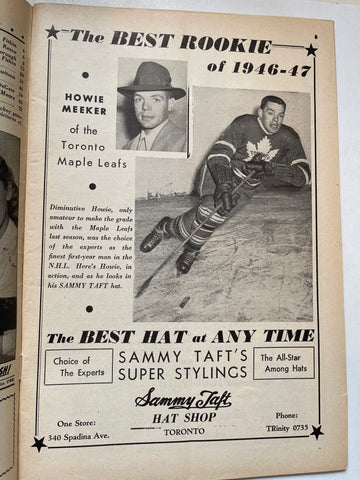 The BEST ROOKIE
of 1946-47
HOWIE
MEEKER
of the
Toronto
Maple Leafs
Diminutive Howie, only
amateur to make the grade
with the Maple Leafs
last season, was the choice
of the experts as the
finest first-year man in the
N.H.L. Here's Howie, in
action, and as he looks in
his SAMMY TAFT hat.
The BEST HAT at ANY TIME
Choice of
The Experts
SAMMY TAFT'S
SUPER STYLINGS
The All-Star
Among Hats
Sammy Taft
HAT SHOP
TORONTO
One Store:
340 Spadina Ave.
Phone:
TRinity 0735